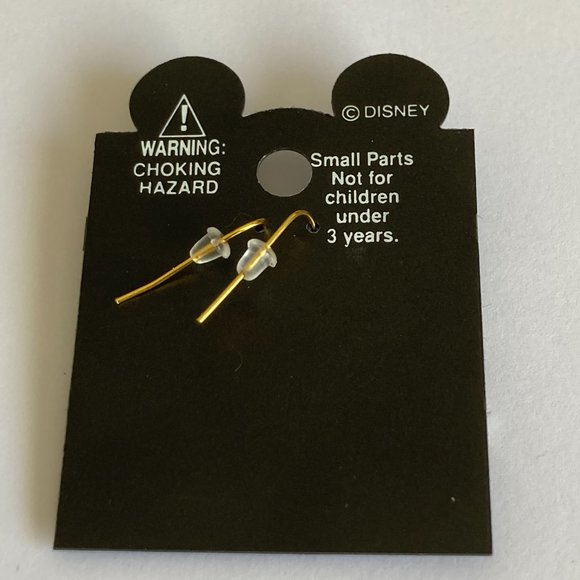 WARNING:
CHOKING
HAZARD
© DISNEY
Small Parts
Not for
children
under
3 years.